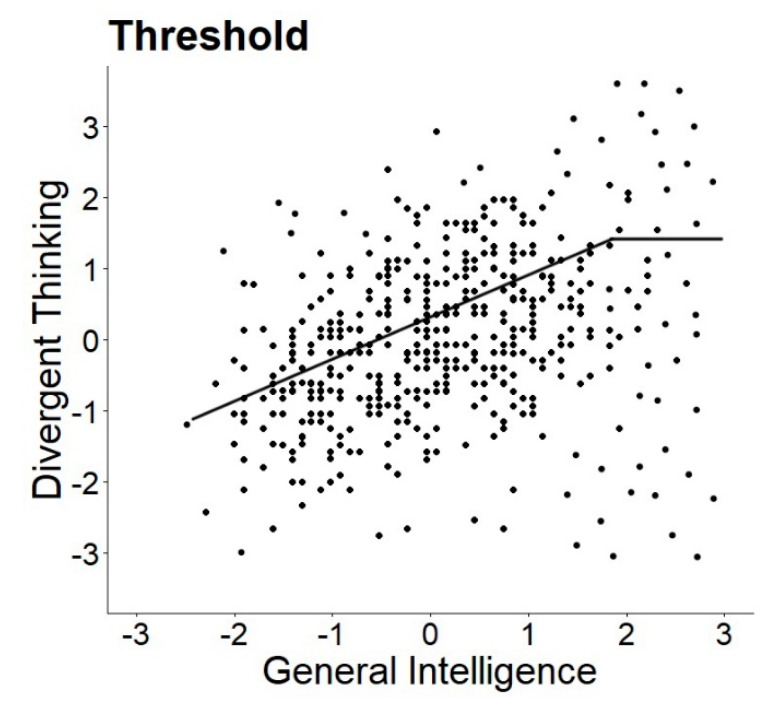 Threshold
Divergent Thinking
3
2
1
0
-1
-2
-3
-3 -2 -1 0 1 2 3
General Intelligence